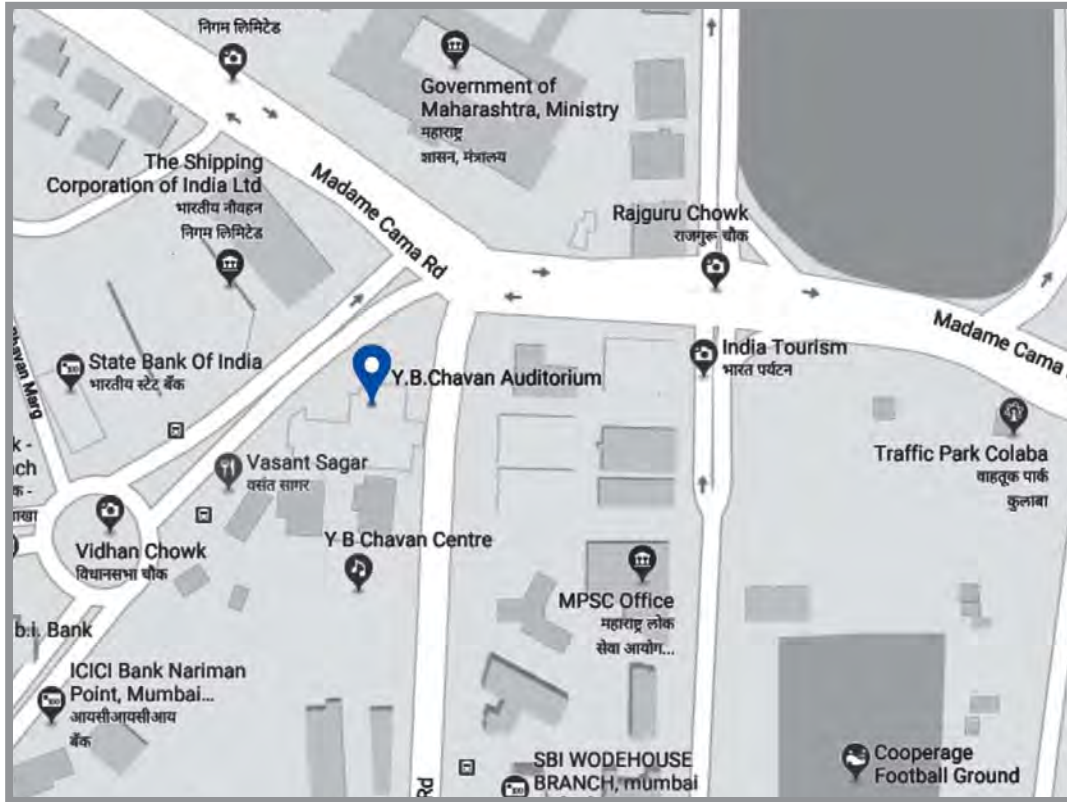 निगम लिमिटेड
Government of
Maharashtra, Ministry
महाराष्ट्र
शासन, मंत्रालय
The Shipping
Corporation of India Ltd
भारतीय नौवहन
निगम लिमिटेड
Madame Cama Rd
Rajguru Chowk
राजगुरू चौक
Madame Cama
State Bank Of India
भारतीय स्टेट बँक
Y.B.Chavan Auditorium
India Tourism
भारत पर्यटन
Marg
Traffic Park Colaba
वाहतूक पार्क
कुलाबा
Vasant Sagar
वसंत सागर
Vidhan Chowk
विधानसभा चौक
Y B Chavan Centre
MPSC Office
महाराष्ट्र लोक
सेवा आयोग...
b.i. Bank
ICICI Bank Nariman
Point, Mumbai...
आयसीआयसीआय
बँक
Rd
SBI WODEHOUSE
BRANCH, mumbai
Cooperage
Football Ground